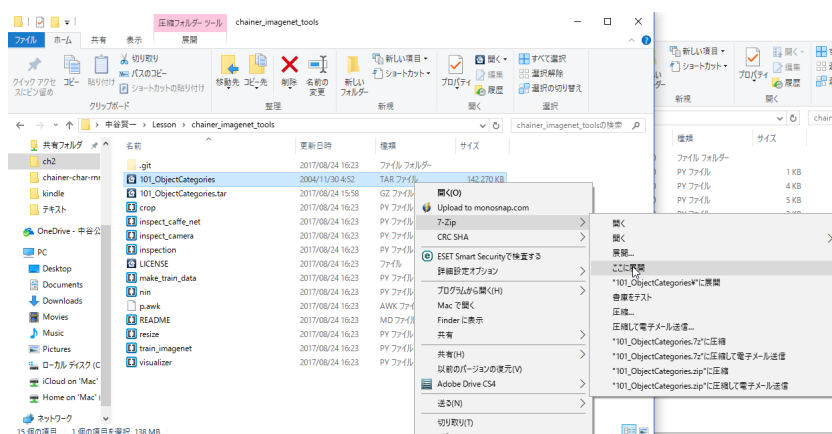 圧縮フォルダー ツール
chainer_imagenet_tools
ファイル ホーム 共有 表示 展開
クイック アクセスにピン留め
コピー
貼り付け
切り取り
パスのコピー
ショートカットの貼り付け
クリップボード
移動先
コピー先
削除
名前の変更
整理
新しいフォルダー
新しい項目
ショートカット
新規
プロパティ
開く
編集
履歴
開く
すべて選択
選択解除
選択の切り替え
選択
中谷賢一 › Lesson › chainer_imagenet_tools
chainer_imagenet_toolsの検索
共有フォルダ
ch2
kindle
テキスト
PC
Desktop
Documents
Downloads
Movies
Music
Pictures
ローカル ディスク (C
iCloud on 'Mac'
Home on 'Mac'
ネットワーク
名前 更新日時 種類 サイズ
.git 2017/08/24 16:23 ファイル フォルダー
101_ObjectCategories 2004/11/30 4:52 TAR ファイル 142,270 KB
101_ObjectCategories.tar 2017/08/24 15:58 GZ ファイル
crop 2017/08/24 16:23 PY ファイル
inspect_caffe_net 2017/08/24 16:23 PY ファイル
inspect_camera 2017/08/24 16:23 PY ファイル
inspection 2017/08/24 16:23 PY ファイル
LICENSE 2017/08/24 16:23 ファイル
make_train_data 2017/08/24 16:23 PY ファイル
nin 2017/08/24 16:23 PY ファイル
p.awk 2017/08/24 16:23 AWK ファイ
README 2017/08/24 16:23 MD ファイル
resize 2017/08/24 16:23 PY ファイル
train_imagenet 2017/08/24 16:23 PY ファイル
visualizer 2017/08/24 16:23 PY ファイル
15 個の項目 1 個の項目を選択 138 MB
開く(O)
Upload to monosnap.com
7-Zip
CRC SHA
ESET Smart Securityで検査する
詳細設定オプション
プログラムから開く(H)
Mac で開く
Finder に表示
共有
共有(H)
以前のバージョンの復元(V)
Adobe Drive CS4
送る(N)
切り取り(T)
開く
開く
展開...
ここに展開
"101_ObjectCategories¥"に展開
書庫をテスト
圧縮...
圧縮して電子メール送信...
"101_ObjectCategories.7z"に圧縮
"101_ObjectCategories.7z"に圧縮して電子メール送信
"101_ObjectCategories.zip"に圧縮
"101_ObjectCategories.zip"に圧縮して電子メール送信
新しい項目
ショートカット
新規
プロパティ
開く
編集
履歴
開く
種類 サイズ
ファイル フォルダー
PY ファイル 1 KB
PY ファイル 4 KB
PY ファイル 5 KB